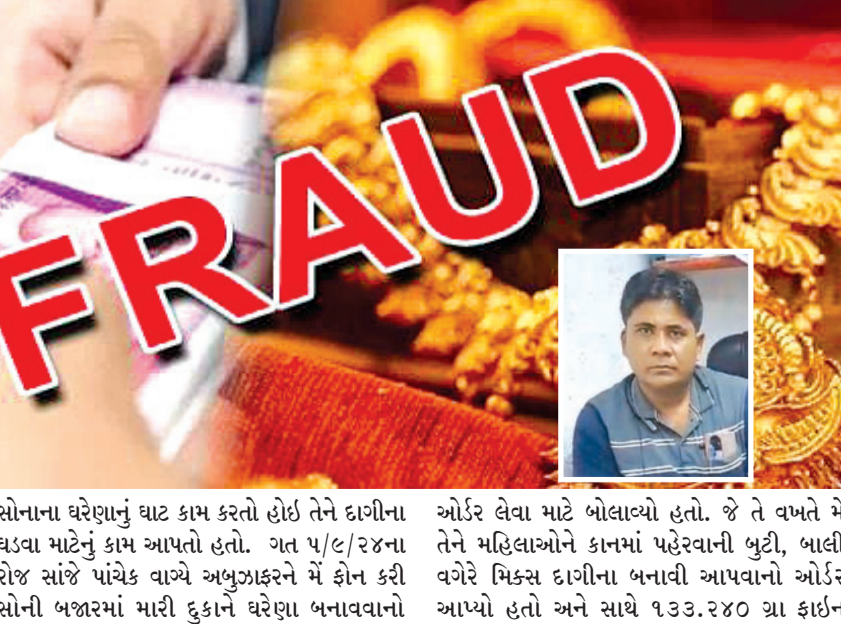 FRAUD
સોનાના ઘરેણાનું ઘાટ કામ કરતો હોઇ તેને દાગીના
ઘડવા માટેનું કામ આપતો હતો. ગત ૫/૯/૨૪ના
રોજ સાંજે પાંચેક વાગ્યે અબુઝાફરને મેં ફોન કરી
સોની બજારમાં મારી દુકાને ઘરેણા બનાવવાનો
ઓર્ડર લેવા માટે બોલાવ્યો હતો. જે તે વખતે મેં
તેને મહિલાઓને કાનમાં પહેરવાની બુટી, બાલી
વગેરે મિક્સ દાગીના બનાવી આપવાનો ઓર્ડર
આપ્યો હતો અને સાથે ૧૩૩.૨૪૦ ગ્રા ફાઇન